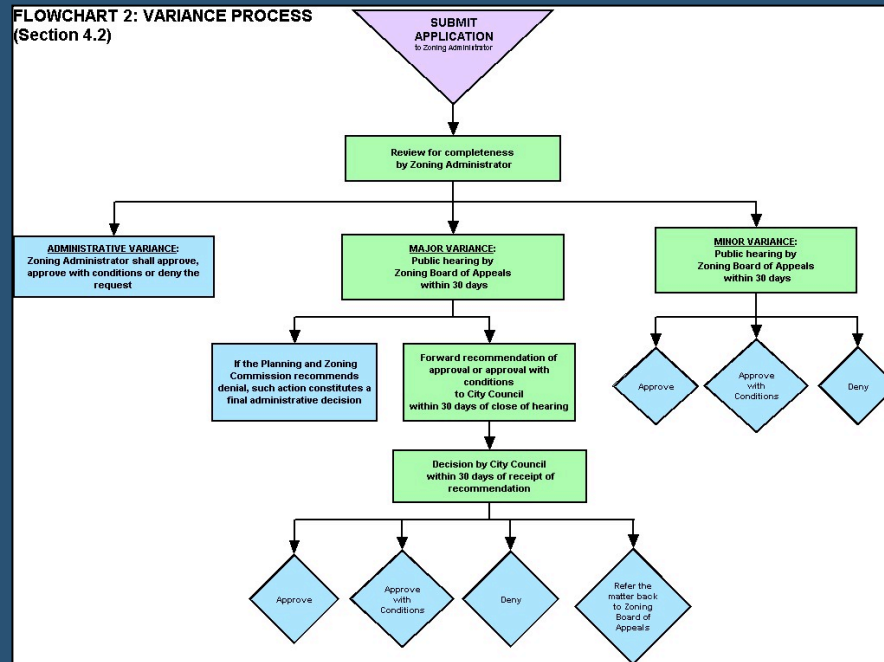 FLOWCHART 2: VARIANCE PROCESS
(Section 4.2)
SUBMIT
APPLICATION
to Zoning Administrator
Review for completeness
by Zoning Administrator
ADMINISTRATIVE VARIANCE:
Zoning Administrator shall approve,
approve with conditions or deny the
request
MAJOR VARIANCE:
Public hearing by
Zoning Board of Appeals
within 30 days
MINOR VARIANCE:
Public hearing by
Zoning Board of Appeals
within 30 days
If the Planning and Zoning
Commission recommends
denial, such action constitutes a
final administrative decision
Forward recommendation of
approval or approval with
conditions
to City Council
within 30 days of close of hearing
Approve
Approve
with
Conditions
Deny
Decision by City Council
within 30 days of receipt of
recommendation
Approve
Approve
with
Conditions
Deny
Refer the
matter back
to Zoning
Board of
Appeals